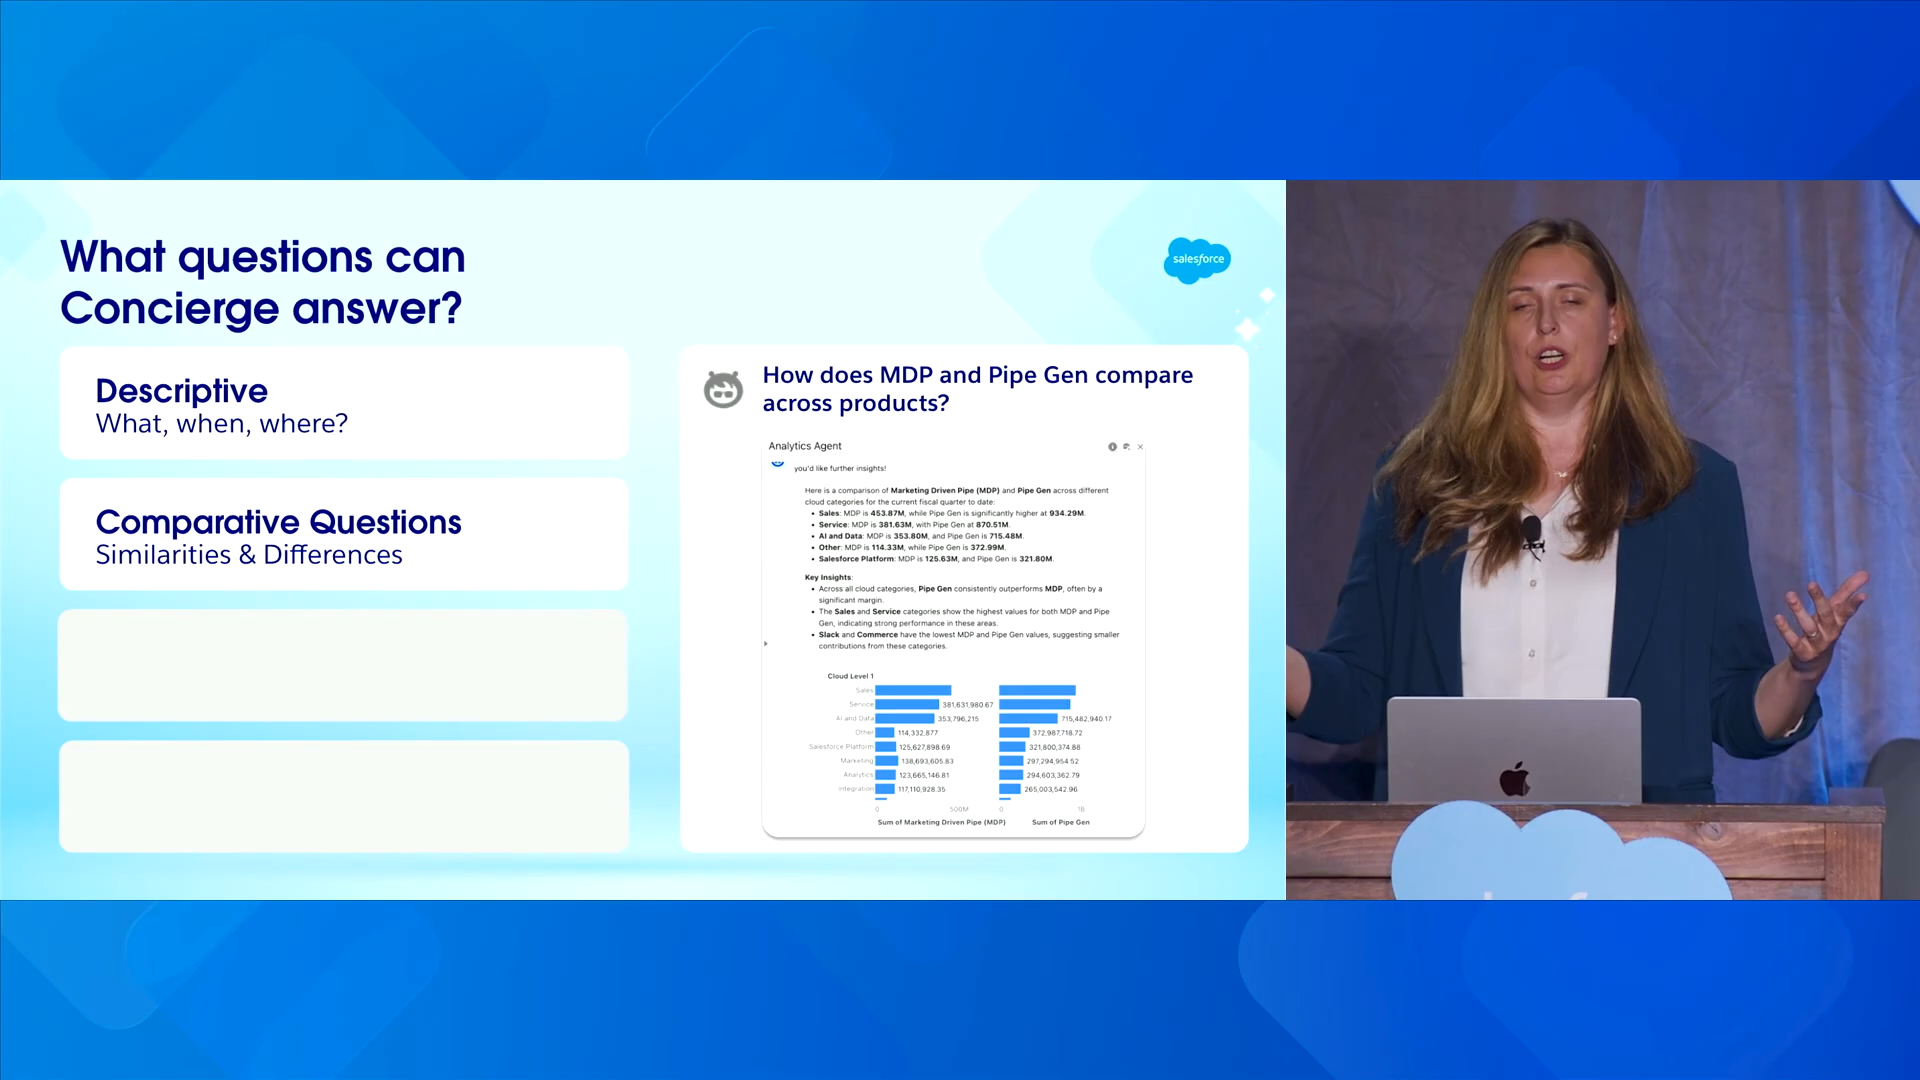 What questions can
Concierge answer?
salesforce
Descriptive
What, when, where?
Comparative Questions
Similarities & Differences
How does MDP and Pipe Gen compare
across products?
Analytics Agent
you'd like further insights!
Here is a comparison of Marketing Driven Pipe (MDP) and Pipe Gen across different
cloud categories for the current fiscal quarter to date:
• Sales: MDP is 453.87M, while Pipe Gen is significantly higher at 934.29M.
• Service: MDP is 381.63M, with Pipe Gen at 870.51M.
• AI and Data: MDP is 353.80M, and Pipe Gen is 715.48M.
• Other: MDP is 114.33M, while Pipe Gen is 372.99M.
• Salesforce Platform: MDP is 125.63M, and Pipe Gen is 321.80M.
Key Insights:
• Across all cloud categories, Pipe Gen consistently outperforms MDP, often by a
significant margin.
• The Sales and Service categories show the highest values for both MDP and Pipe
Gen, indicating strong performance in these areas.
• Slack and Commerce have the lowest MDP and Pipe Gen values, suggesting smaller
contributions from these categories.
Cloud Level 1
Sales
Service 381,631,980.67
AI and Data 353,796,215 715,482,940.17
Other 114,332,877 372,987,718.72
Salesforce Platform 125,627,898.69 321,800,374.88
Marketing 138,693,605.83 297,294,954.52
Analytics 123,665,146.81 294,603,362.79
Integration 117,110,928.35 265,003,542.96
0 500M 0 1B
Sum of Marketing Driven Pipe (MDP) Sum of Pipe Gen